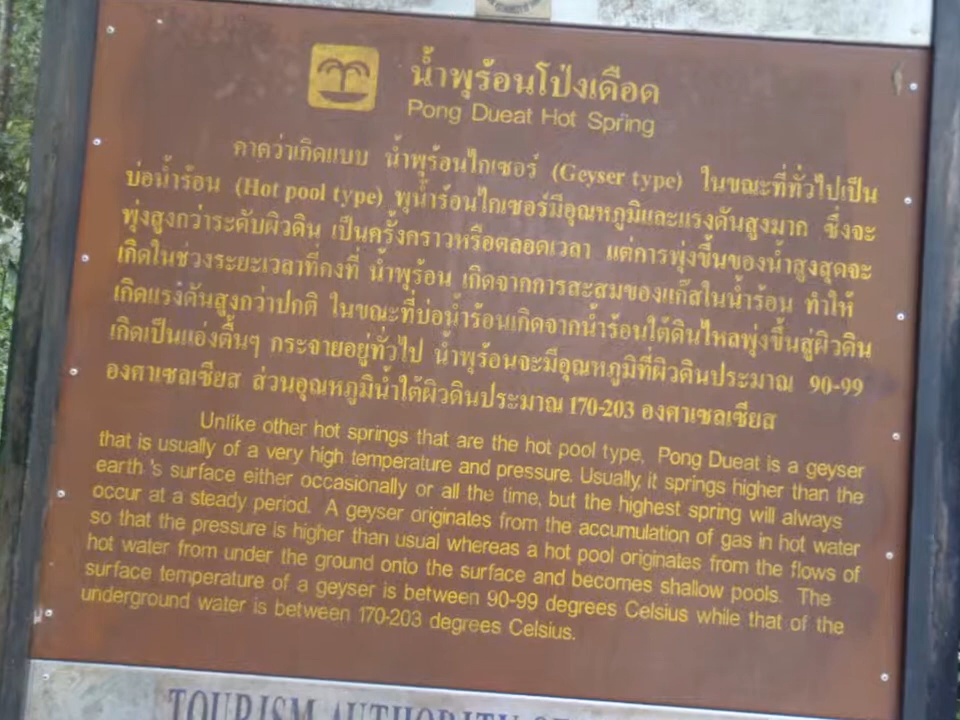 น้ำพุร้อนโป่งเดือด
Pong Dueat Hot Spring
คาดว่าเกิดแบบ น้ำพุร้อนไกเซอร์ (Geyser type) ในขณะที่ทั่วไปเป็น
บ่อน้ำร้อน (Hot pool type) พุน้ำร้อนไกเซอร์มีอุณหภูมิและแรงดันสูงมาก ซึ่งจะ
พุ่งสูงกว่าระดับผิวดิน เป็นครั้งคราวหรือตลอดเวลา แต่การพุ่งขึ้นของน้ำสูงสุดจะ
เกิดในช่วงระยะเวลาที่คงที่ น้ำพุร้อน เกิดจากการสะสมของแก๊สในน้ำร้อน ทำให้
เกิดแรงดันสูงกว่าปกติ ในขณะที่บ่อน้ำร้อนเกิดจากน้ำร้อนใต้ดินไหลพุ่งขึ้นสู่ผิวดิน
เกิดเป็นแอ่งตื้นๆ กระจายอยู่ทั่วไป น้ำพุร้อนจะมีอุณหภูมิที่ผิวดินประมาณ 90-99
องศาเซลเซียส ส่วนอุณหภูมิน้ำใต้ผิวดินประมาณ 170-203 องศาเซลเซียส
Unlike other hot springs that are the hot pool type, Pong Dueat is a geyser
that is usually of a very high temperature and pressure. Usually, it springs higher than the
earth 's surface either occasionally or all the time, but the highest spring will always
occur at a steady period. A geyser originates from the accumulation of gas in hot water
so that the pressure is higher than usual whereas a hot pool originates from the flows of
hot water from under the ground onto the surface and becomes shallow pools. The
surface temperature of a geyser is between 90-99 degrees Celsius while that of the
underground water is between 170-203 degrees Celsius.
TOURISM AUTHORITY OF